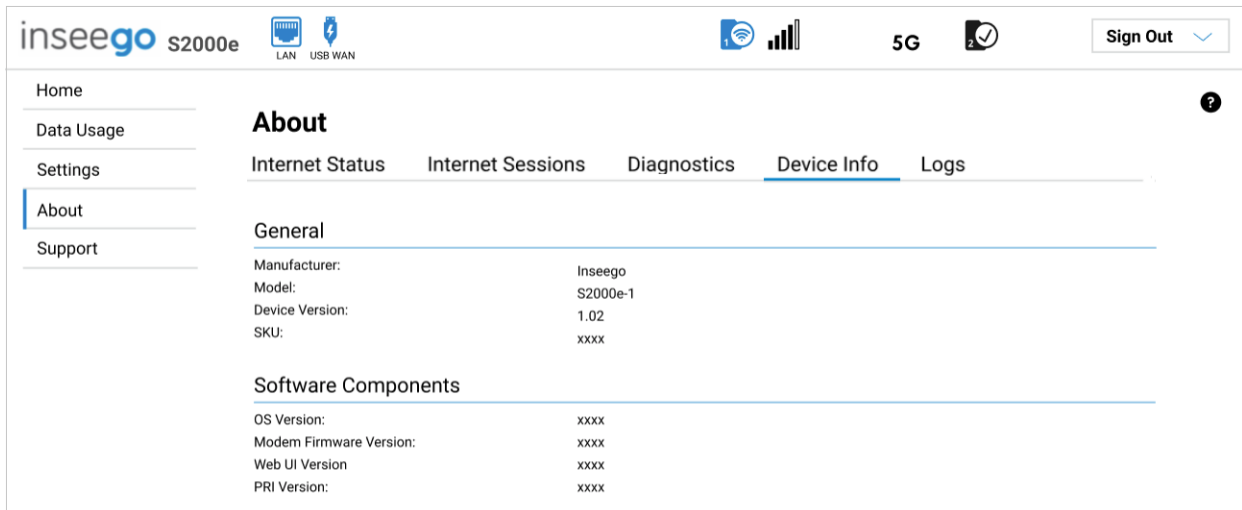 inseego S2000e
LAN USB WAN
1
5G
2
Sign Out
Home
Data Usage
Settings
About
Support
?
About
Internet Status Internet Sessions Diagnostics Device Info Logs
General
Manufacturer: Inseego
Model: S2000e-1
Device Version: 1.02
SKU: xxxx
Software Components
OS Version: xxxx
Modem Firmware Version: xxxx
Web UI Version xxxx
PRI Version: xxxx